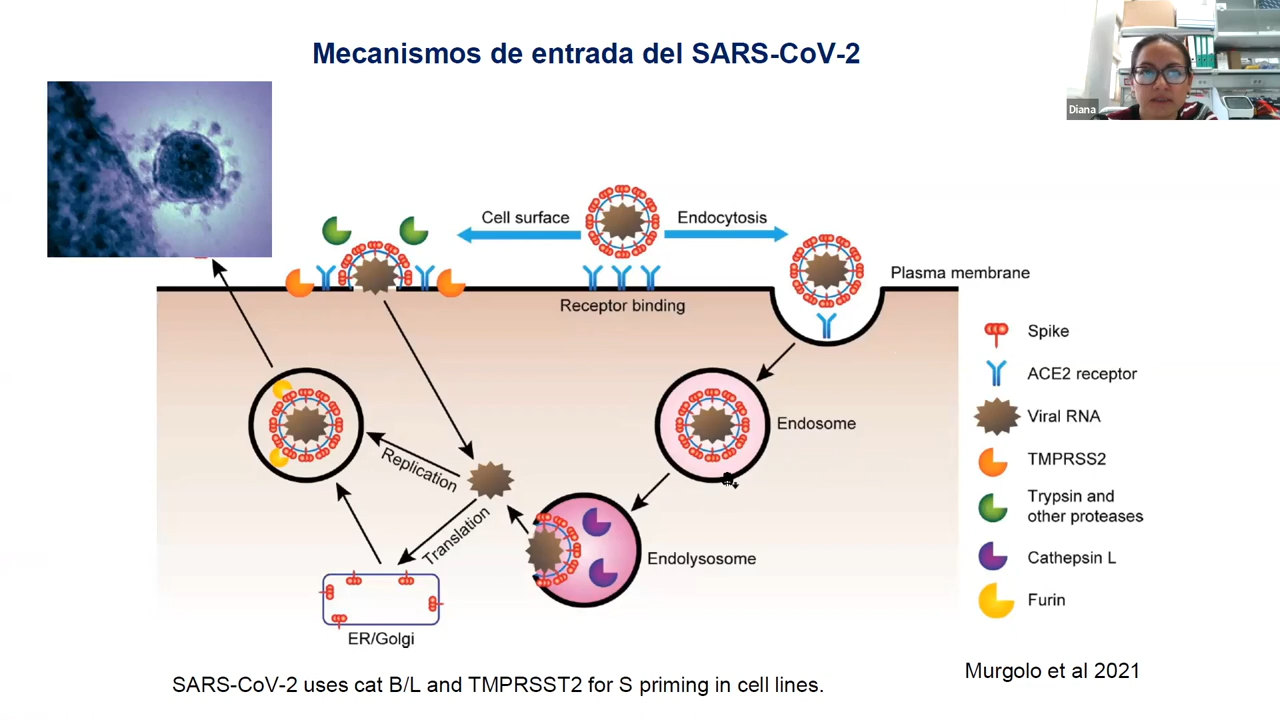 Mecanismos de entrada del SARS-CoV-2
Diana
Cell surface
Endocytosis
Plasma membrane
Receptor binding
Spike
ACE2 receptor
Viral RNA
TMPRSS2
Trypsin and
other proteases
Cathepsin L
Furin
Endosome
Replication
Translation
Endolysosome
ER/Golgi
Murgolo et al 2021
SARS-CoV-2 uses cat B/L and TMPRSST2 for S priming in cell lines.